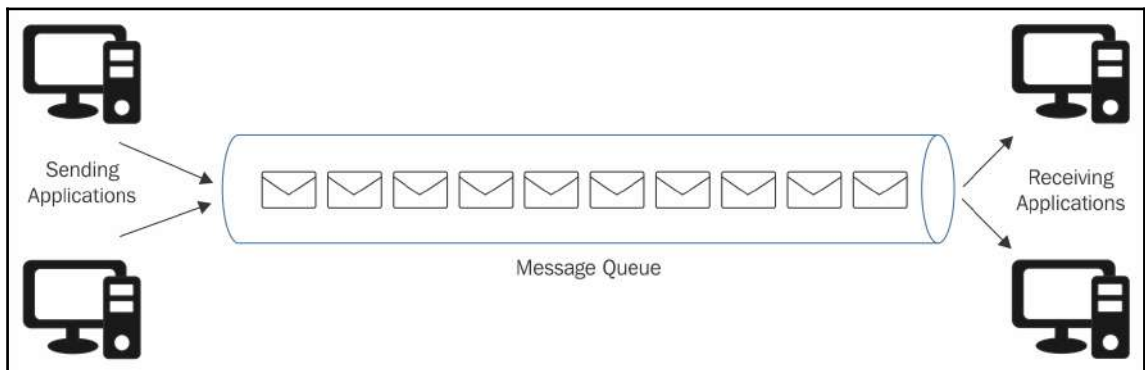 Sending
Applications
Message Queue
Receiving
Applications